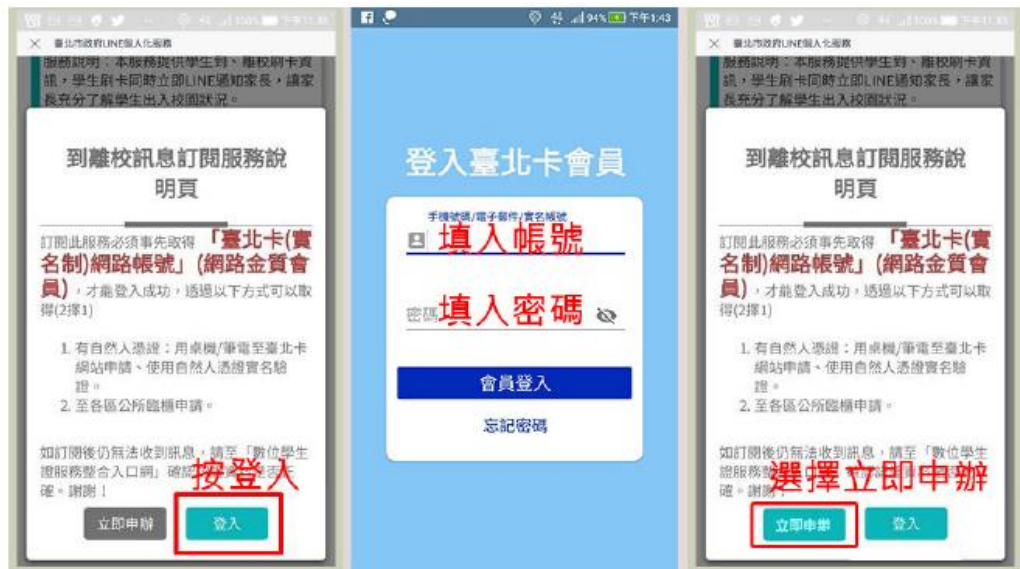 下午11:43
臺北市政府LINE個人化服務
服務說明：本服務提供學生到、離校刷卡資
訊，學生刷卡同時立即LINE通知家長，讓家
長充分了解學生出入校園狀況。
到離校訊息訂閱服務說
明頁
訂閱此服務必須事先取得「臺北卡(實
名制)網路帳號」(網路金質會
員)，才能登入成功，透過以下方式可以取
得(2擇1)
1. 有自然人憑證：用桌機/筆電至臺北卡
網站申請、使用自然人憑證實名驗
證。
2. 至各區公所臨櫃申請。
如訂閱後仍無法收到訊息，請至「數位學生
證服務整合入口網」確認
確。謝謝！
按登入
立即申辦
登入
94%
下午1:43
登入臺北卡會員
手機號碼/電子郵件/實名帳號
填入帳號
密碼
填入密碼
會員登入
忘記密碼
臺北市政府LINE個人化服務
服務說明：本服務提供學生到、離校刷卡資
訊，學生刷卡同時立即LINE通知家長，讓家
長充分了解學生出入校園狀況。
到離校訊息訂閱服務說
明頁
訂閱此服務必須事先取得「臺北卡(實
名制)網路帳號」(網路金質會
員)，才能登入成功，透過以下方式可以取
得(2擇1)
1. 有自然人憑證：用桌機/筆電至臺北卡
網站申請、使用自然人憑證實名驗
證。
2. 至各區公所臨櫃申請。
如訂閱後仍無法收到訊息，請至「數位學生
證服務整
確。謝謝！
選擇立即申辦
立即申辦
登入